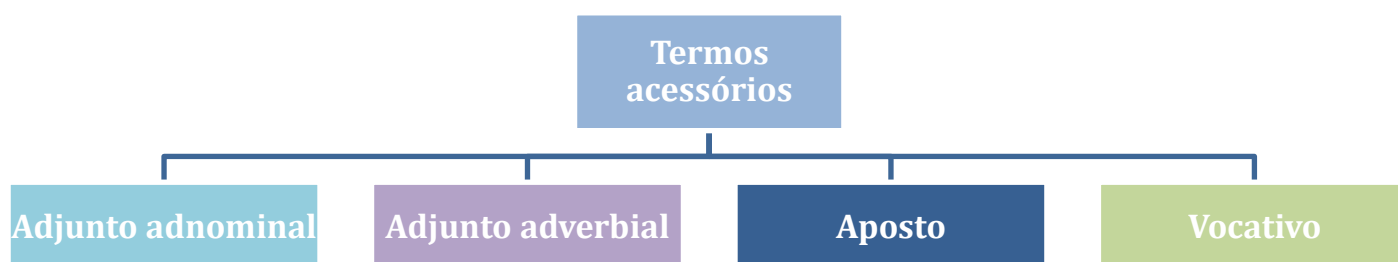 Termos
acessórios
Adjunto adnominal
Adjunto adverbial
Aposto
Vocativo